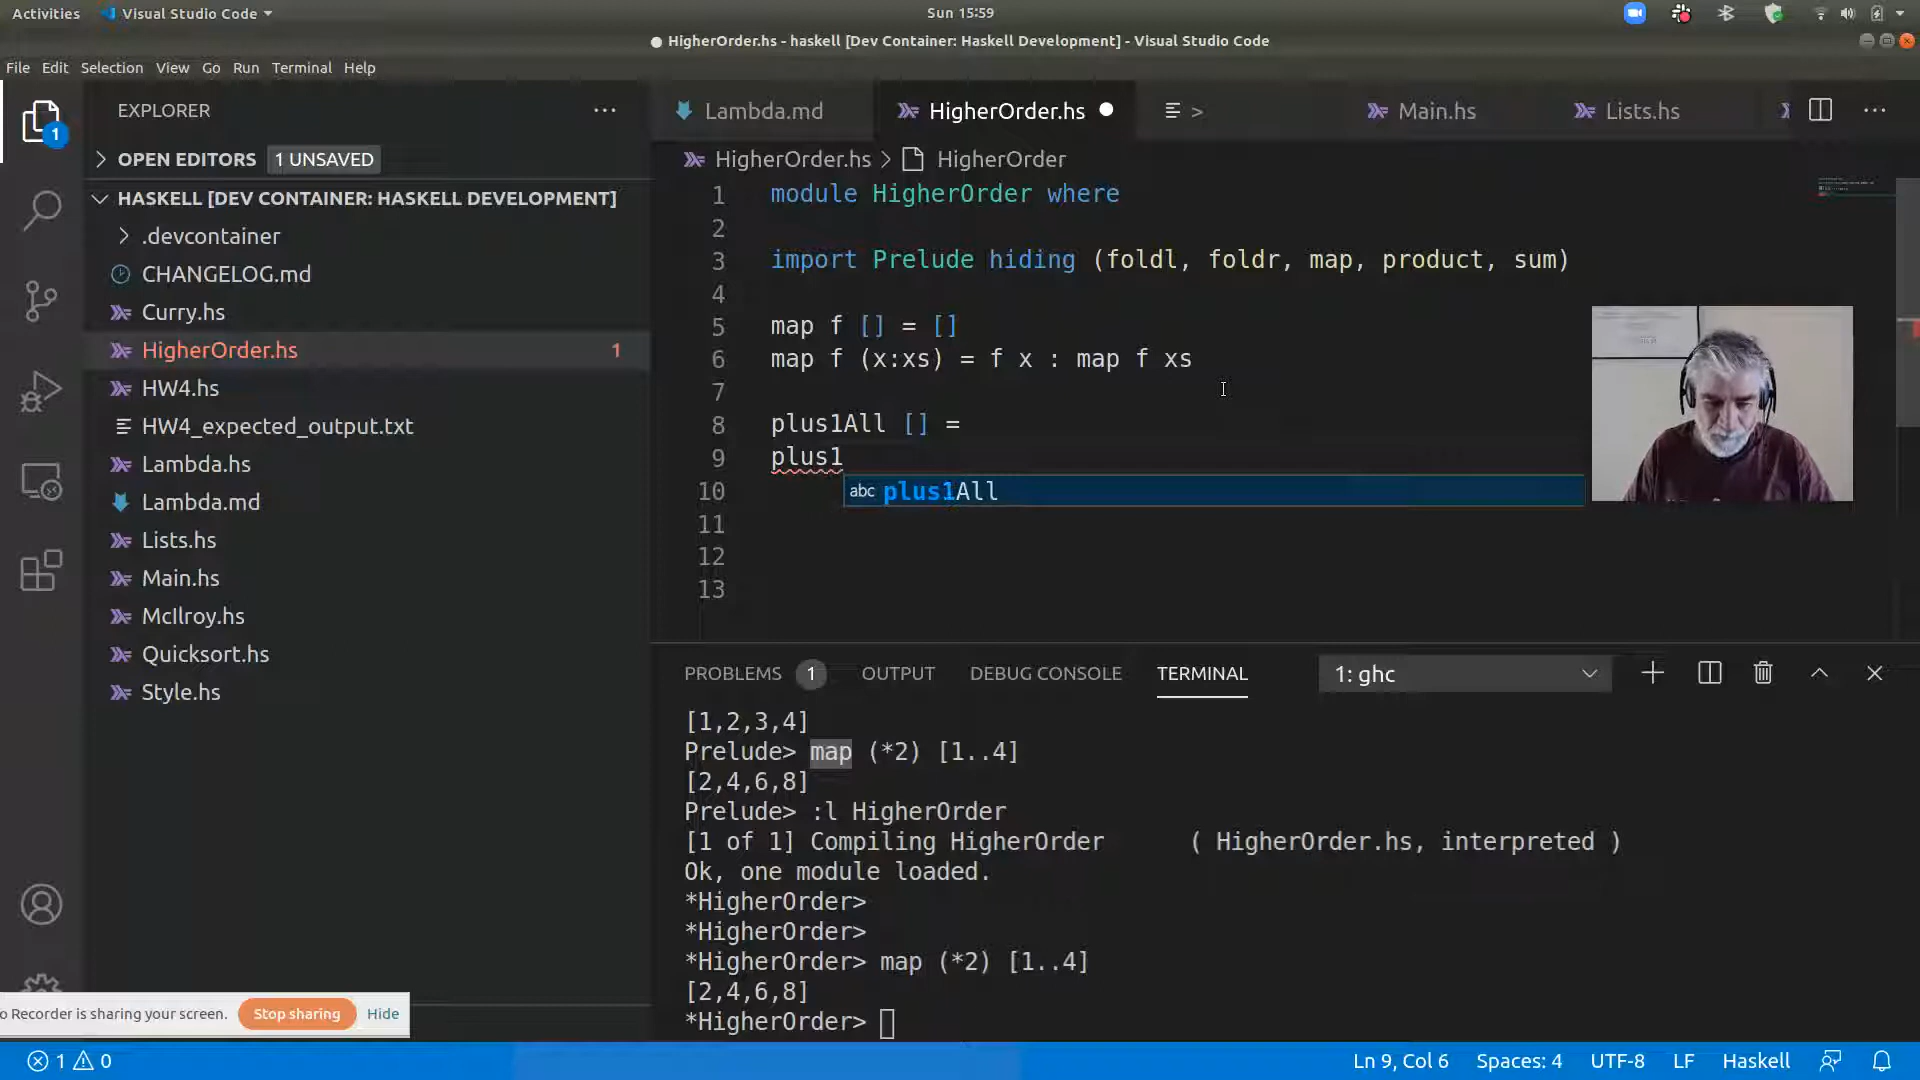 Activities Visual Studio Code Sun 15:59
HigherOrder.hs - haskell [Dev Container: Haskell Development] - Visual Studio Code
File Edit Selection View Go Run Terminal Help
1
EXPLORER
OPEN EDITORS 1 UNSAVED
HASKELL [DEV CONTAINER: HASKELL DEVELOPMENT]
.devcontainer
CHANGELOG.md
Curry.hs
HigherOrder.hs 1
HW4.hs
HW4_expected_output.txt
Lambda.hs
Lambda.md
Lists.hs
Main.hs
McIlroy.hs
Quicksort.hs
Style.hs
Lambda.md HigherOrder.hs > Main.hs Lists.hs
HigherOrder.hs > HigherOrder
1 module HigherOrder where
2
3 import Prelude hiding (foldl, foldr, map, product, sum)
4
5 map f [] = []
6 map f (x:xs) = f x : map f xs
7
8 plus1All [] =
9 plus1
10 abc plus1All
11
12
13
PROBLEMS 1 OUTPUT DEBUG CONSOLE TERMINAL 1: ghc
[1,2,3,4]
Prelude> map (*2) [1..4]
[2,4,6,8]
Prelude> :l HigherOrder
[1 of 1] Compiling HigherOrder ( HigherOrder.hs, interpreted )
Ok, one module loaded.
*HigherOrder>
*HigherOrder>
*HigherOrder> map (*2) [1..4]
[2,4,6,8]
*HigherOrder>
o Recorder is sharing your screen. Stop sharing Hide
1 0 Ln 9, Col 6 Spaces: 4 UTF-8 LF Haskell